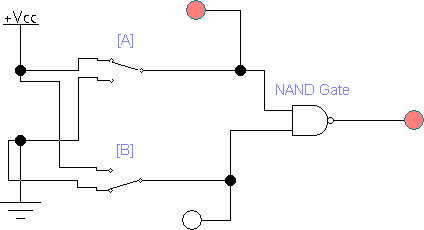 +Vcc
[A]
NAND Gate
[B]